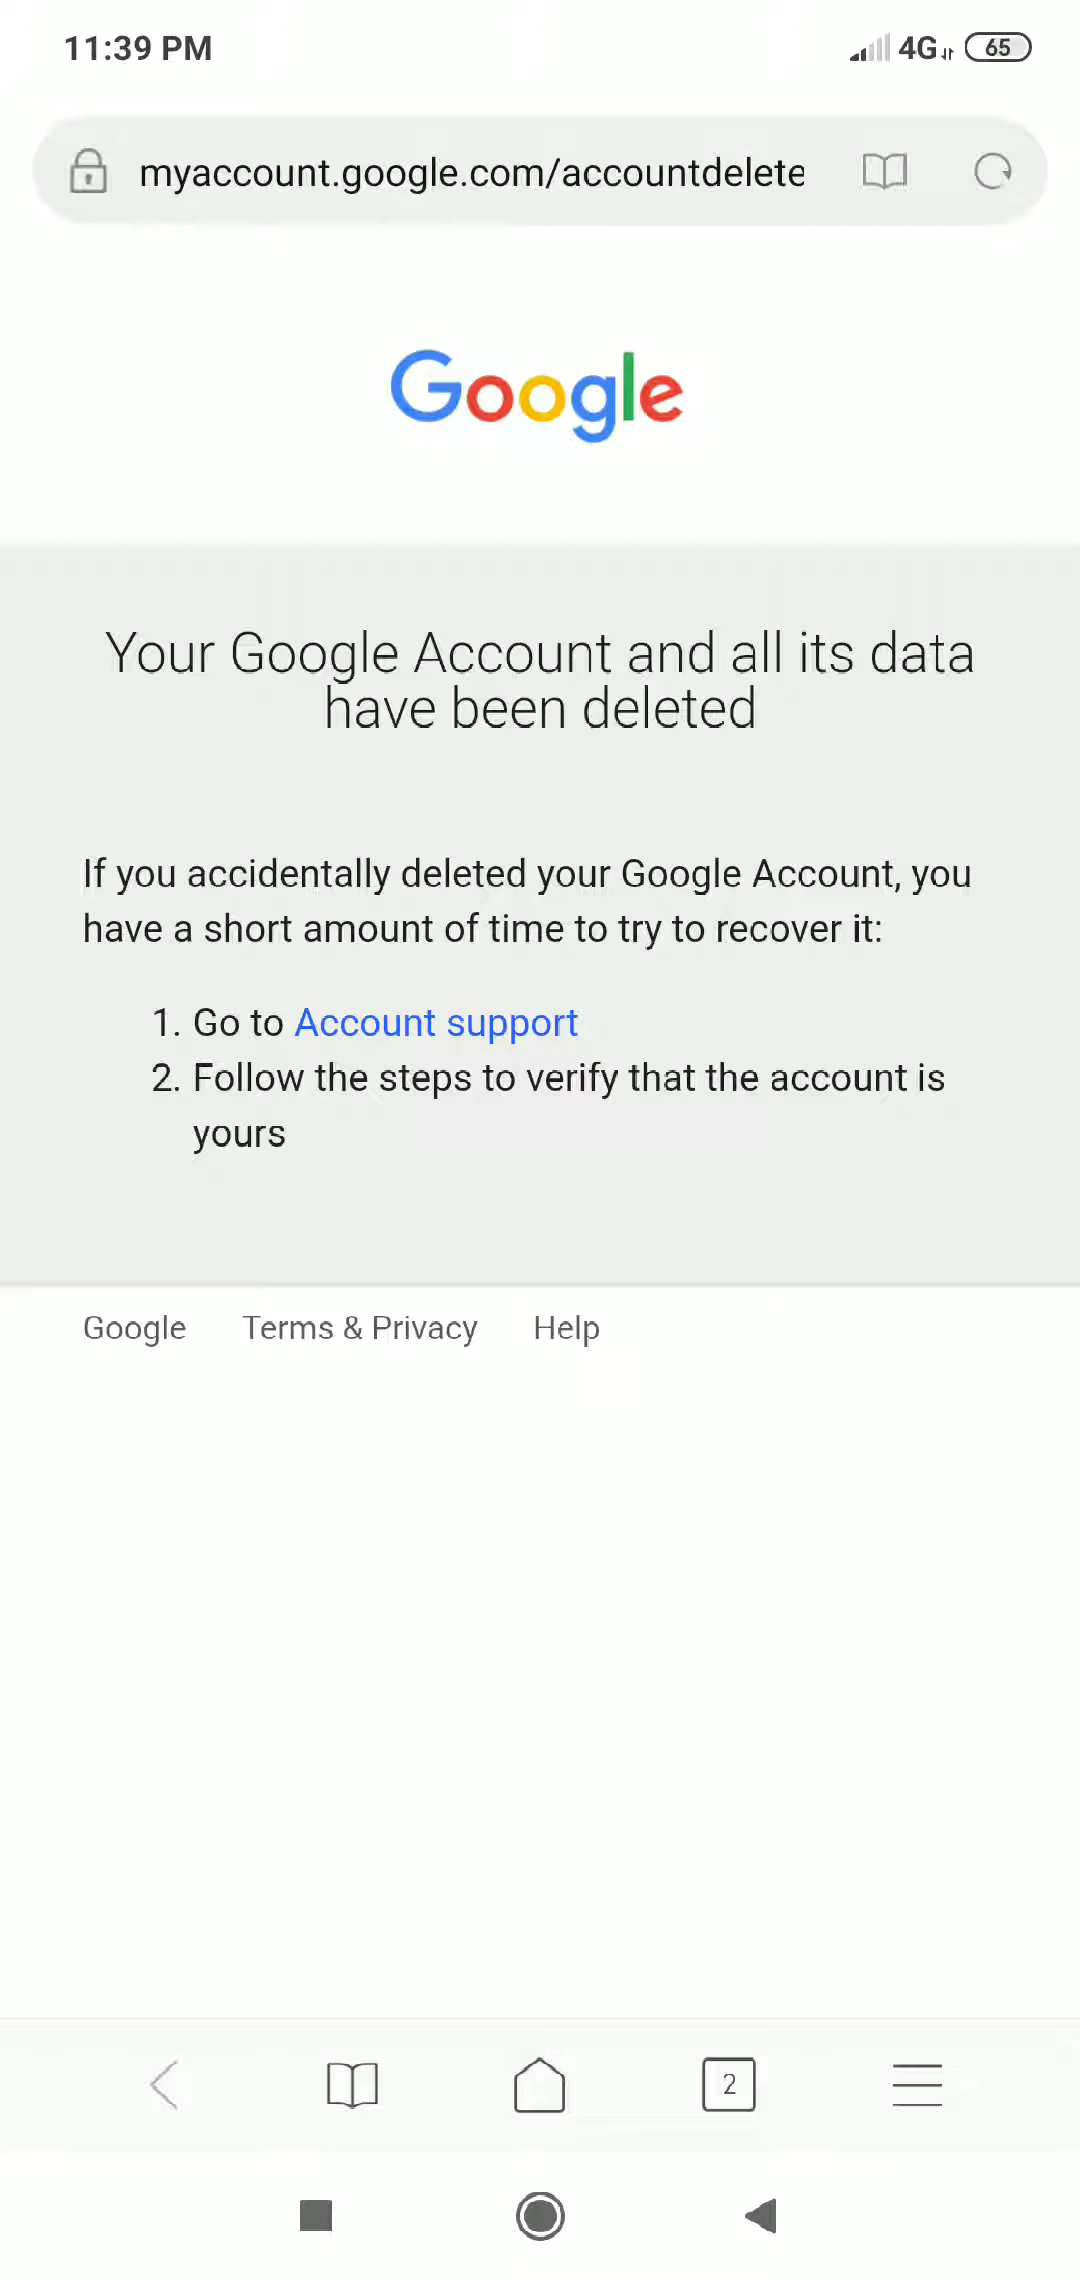 11:39 PM 4G 65
myaccount.google.com/accountdelete
Google
Your Google Account and all its data
have been deleted
If you accidentally deleted your Google Account, you
have a short amount of time to try to recover it:
1. Go to Account support
2. Follow the steps to verify that the account is
yours
Google Terms & Privacy Help
2